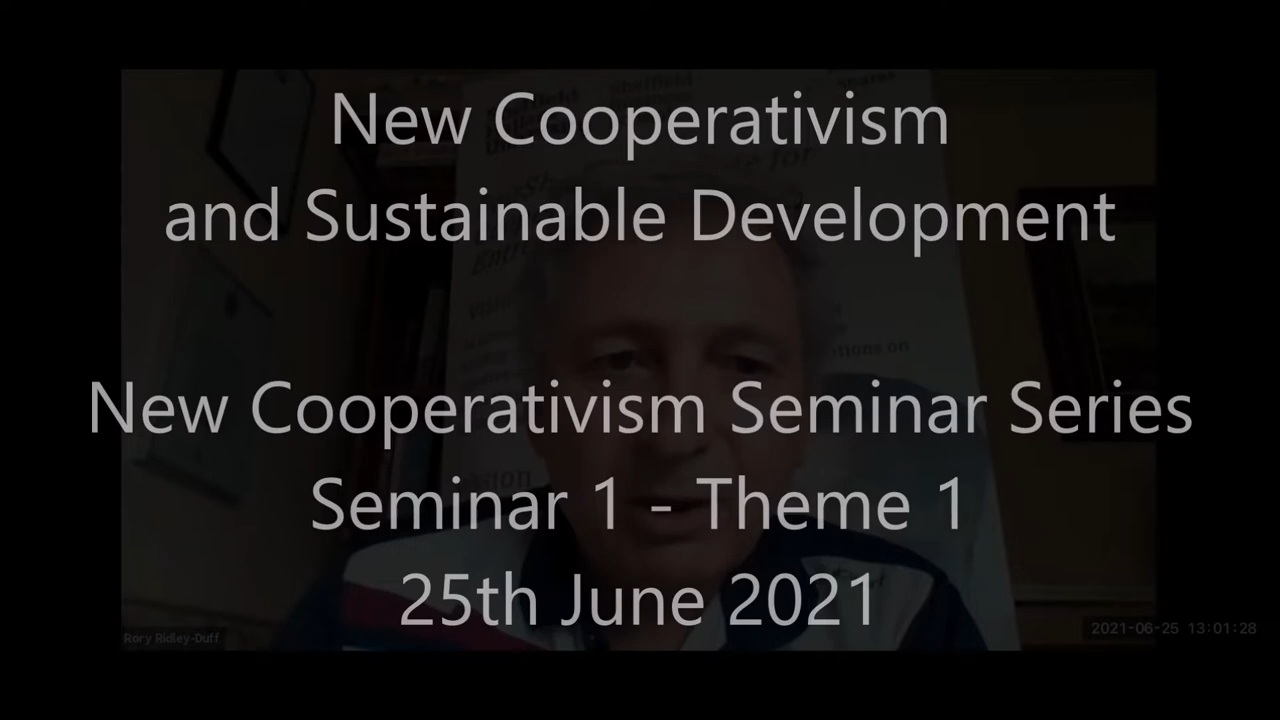 New Cooperativism
and Sustainable Development
New Cooperativism Seminar Series
Seminar 1 - Theme 1
25th June 2021
Rory Ridley-Duff
2021-06-25 13:01:28